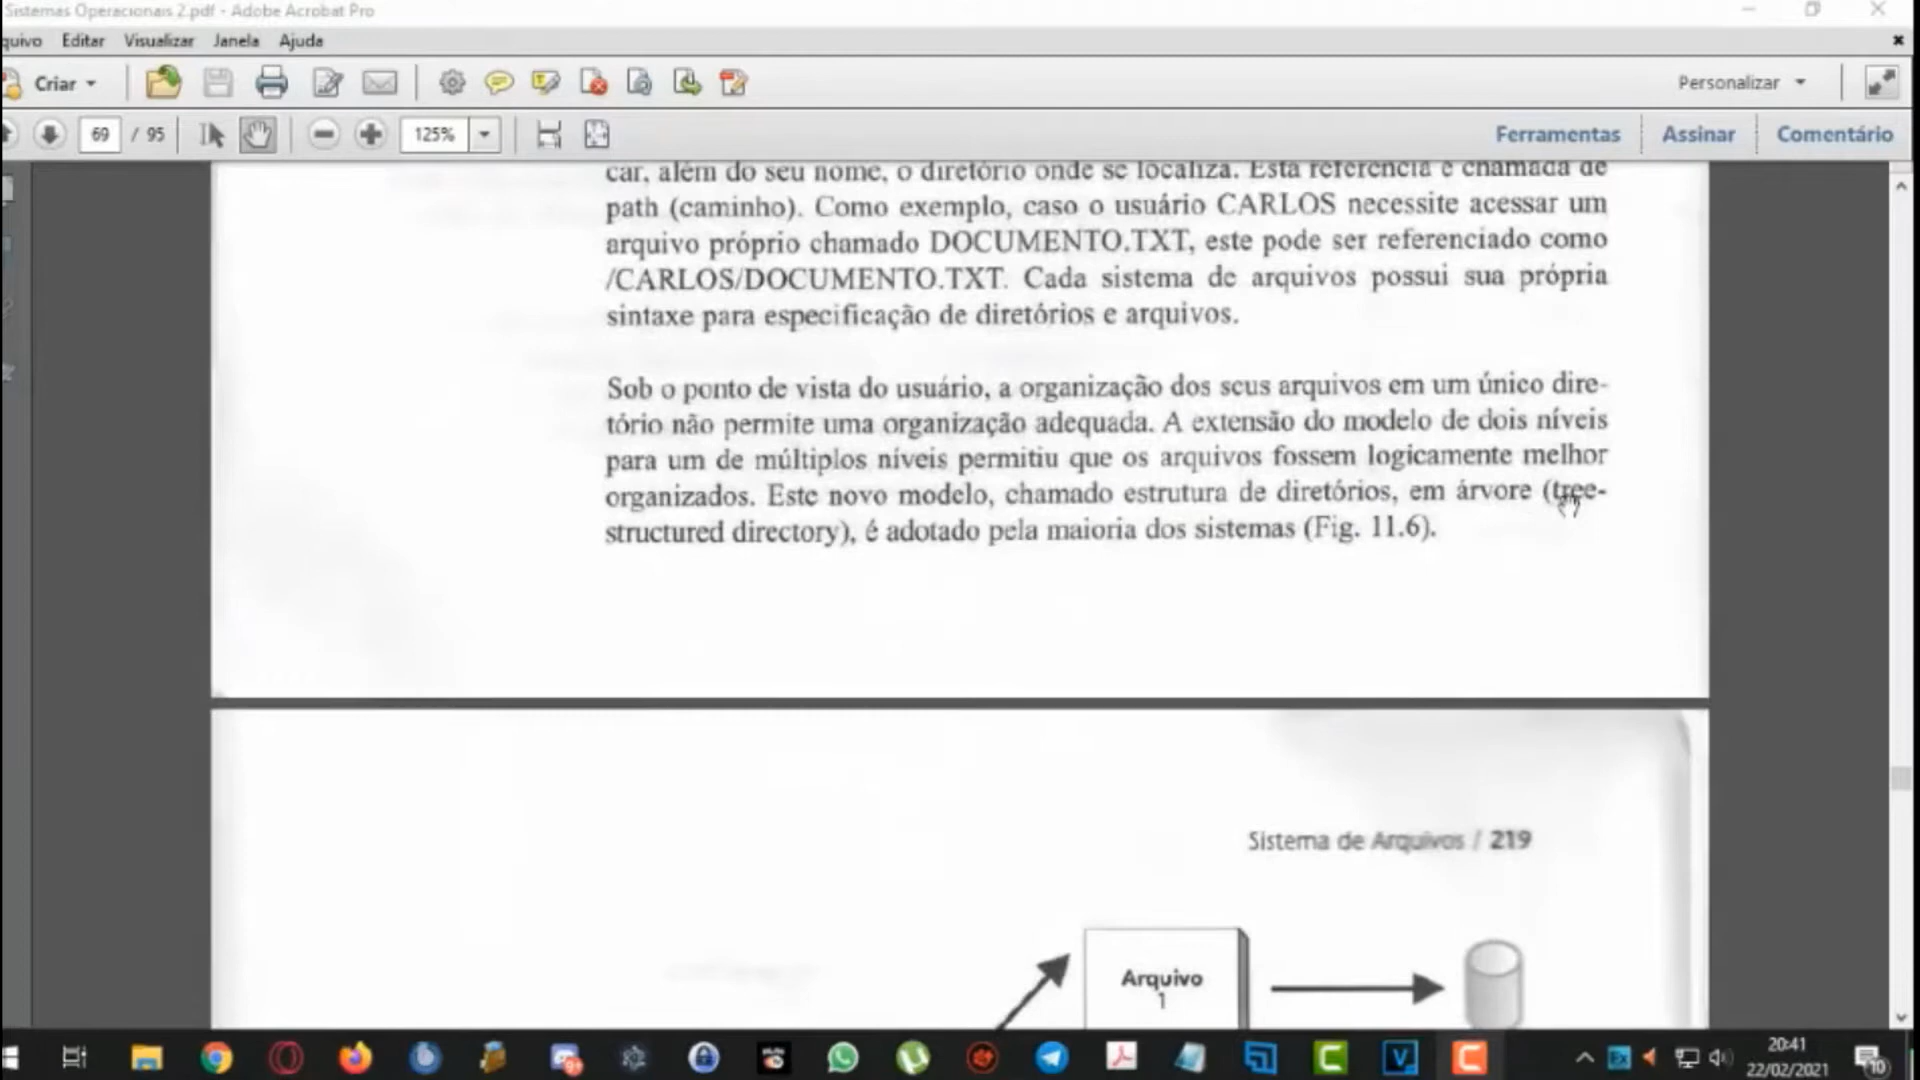 Sistemas Operacionais 2.pdf - Adobe Acrobat Pro
quivo Editar Visualizar Janela Ajuda
Criar
Personalizar
69 / 95
125%
Ferramentas Assinar Comentário
car, além do seu nome, o diretório onde se localiza. Esta referência é chamada de
path (caminho). Como exemplo, caso o usuário CARLOS necessite acessar um
arquivo próprio chamado DOCUMENTO.TXT, este pode ser referenciado como
/CARLOS/DOCUMENTO.TXT. Cada sistema de arquivos possui sua própria
sintaxe para especificação de diretórios e arquivos.
Sob o ponto de vista do usuário, a organização dos seus arquivos em um único dire-
tório não permite uma organização adequada. A extensão do modelo de dois níveis
para um de múltiplos níveis permitiu que os arquivos fossem logicamente melhor
organizados. Este novo modelo, chamado estrutura de diretórios, em árvore (tree-
structured directory), é adotado pela maioria dos sistemas (Fig. 11.6).
Sistema de Arquivos / 219
Arquivo
1
20:41
22/02/2021
10